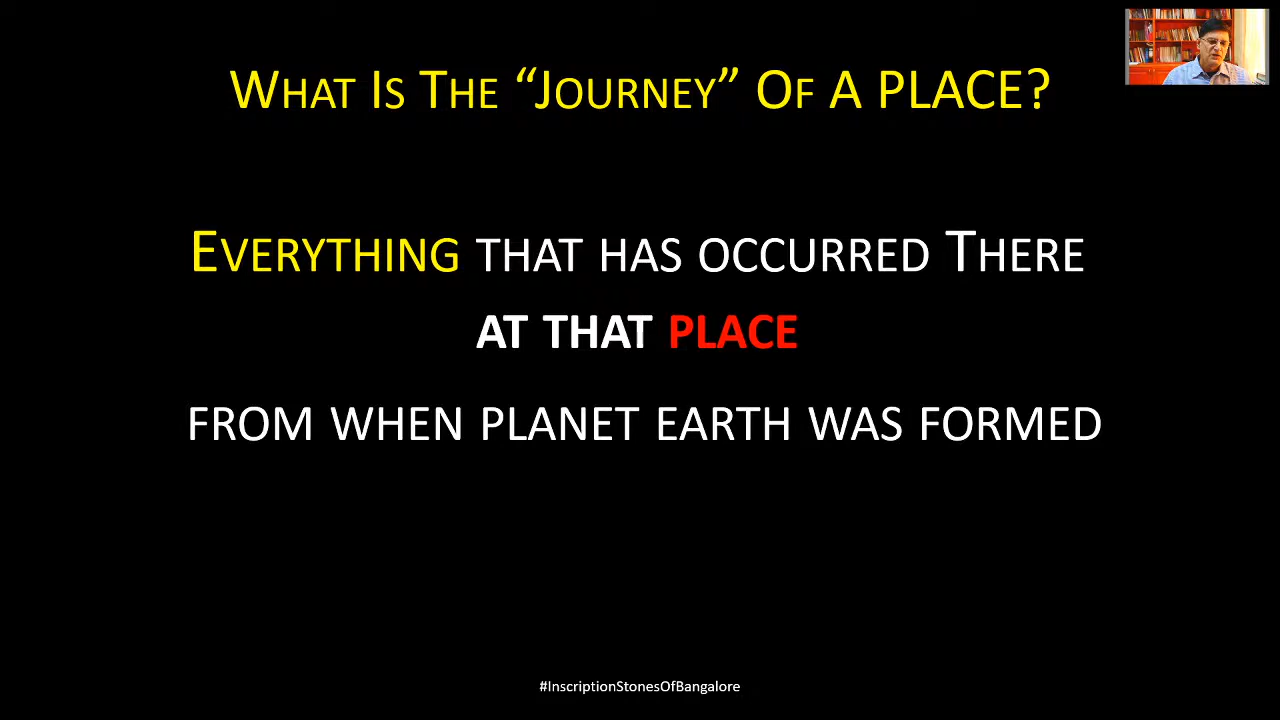 What Is The “Journey” Of A PLACE?
Everything that has occurred There
AT THAT PLACE
FROM WHEN PLANET EARTH WAS FORMED
#InscriptionStonesOfBangalore